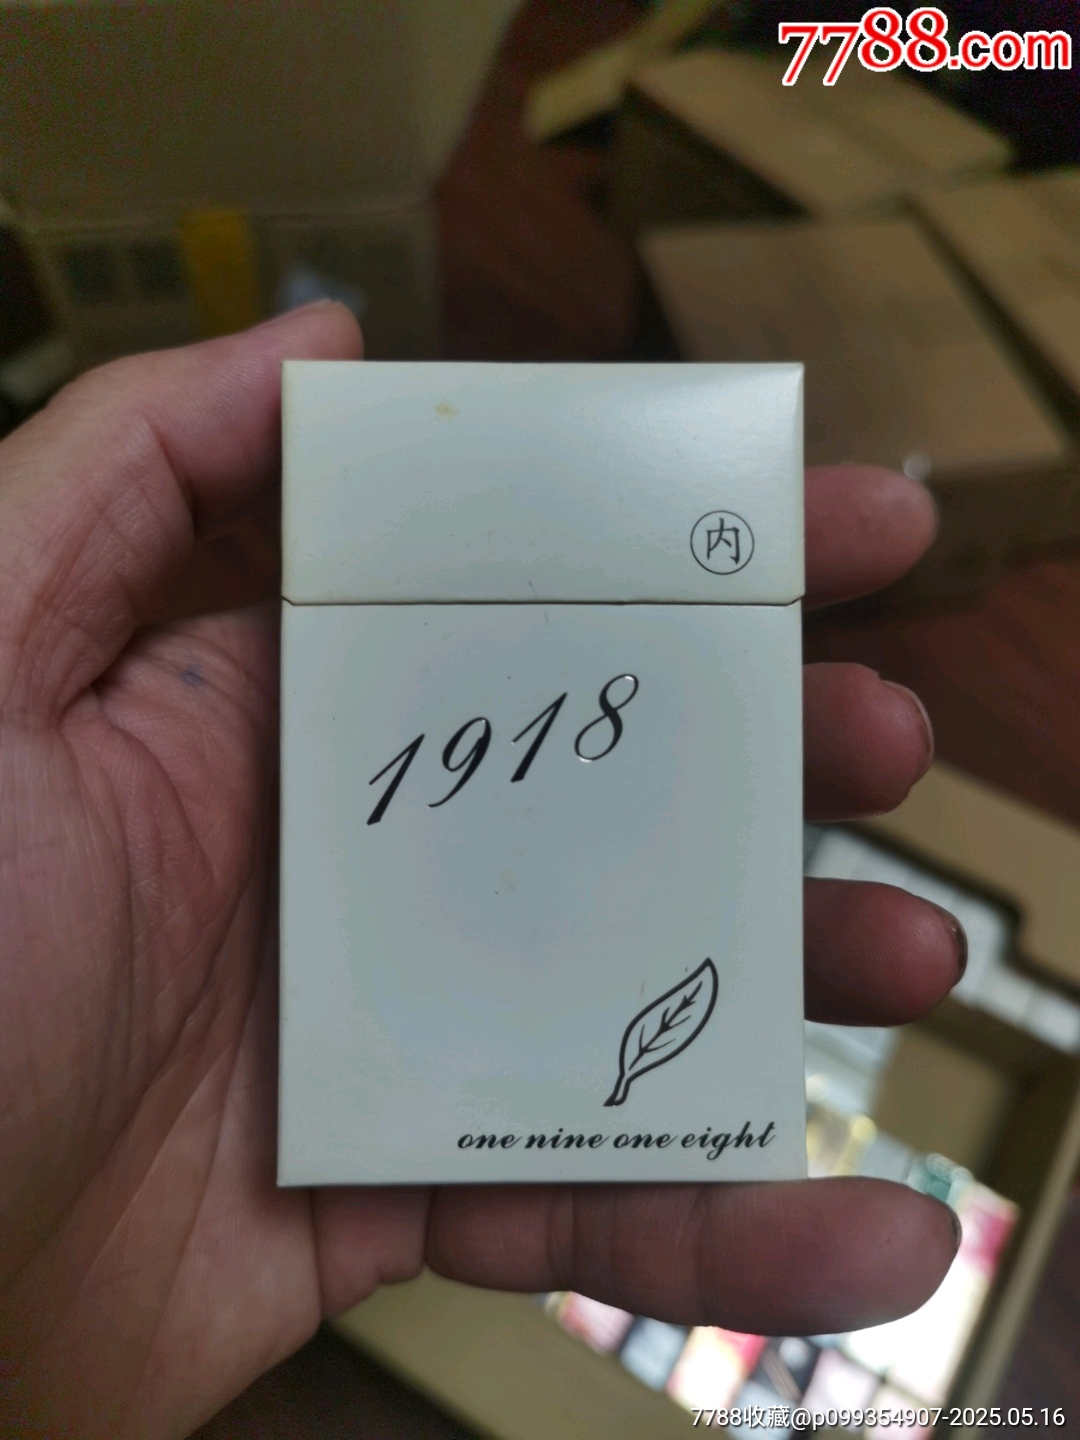 7788.com
内
1918
one nine one eight
7788收藏@p099354907-2025.05.16